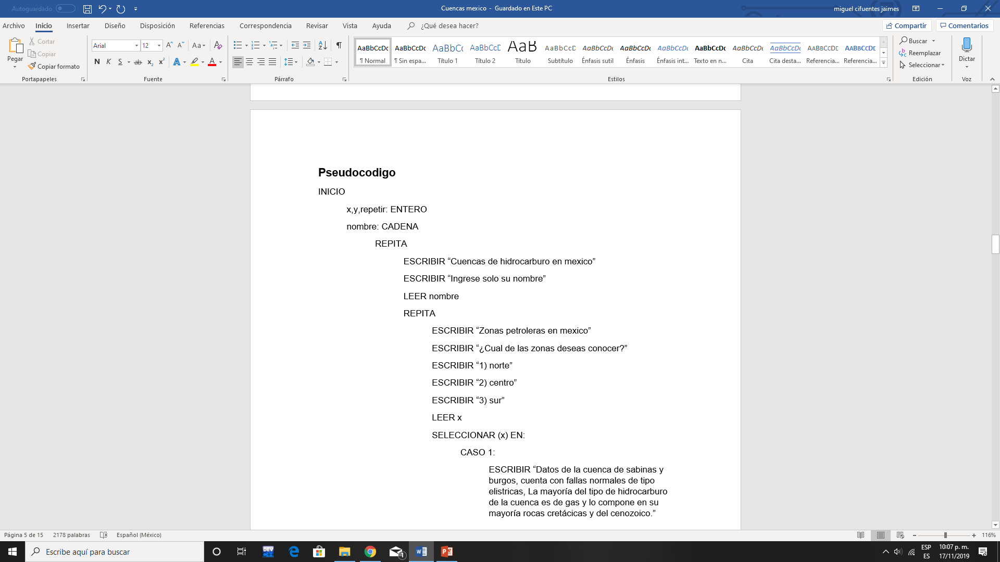 Autoguardado
Cuencas mexico - Guardado en Este PC
miguel cifuentes jaimes
Archivo Inicio Insertar Diseño Disposición Referencias Correspondencia Revisar Vista Ayuda ¿Qué desea hacer? Compartir Comentarios
Pegar
Cortar
Copiar
Copiar formato
Portapapeles
Arial 12
N K S ab x₂ x²
Fuente
Párrafo
AaBbCcDc AaBbCcDc AaBbCc AaBbCcD AaB AaBbCcD AaBbCcDc AaBbCcDc AaBbCcDc AaBbCcDc AaBbCcDc AaBbCcDc AABBCCDE AABBCCDE
¶ Normal ¶ Sin espa... Título 1 Título 2 Título Subtítulo Énfasis sutil Énfasis Énfasis int... Texto en n... Cita Cita desta... Referencia... Referencia...
Estilos
Buscar
Reemplazar
Seleccionar
Edición
Dictar
Voz
Pseudocodigo
INICIO
x,y,repetir: ENTERO
nombre: CADENA
REPITA
ESCRIBIR “Cuencas de hidrocarburo en mexico”
ESCRIBIR “Ingrese solo su nombre”
LEER nombre
REPITA
ESCRIBIR “Zonas petroleras en mexico”
ESCRIBIR “¿Cual de las zonas deseas conocer?”
ESCRIBIR “1) norte”
ESCRIBIR “2) centro”
ESCRIBIR “3) sur”
LEER x
SELECCIONAR (x) EN:
CASO 1:
ESCRIBIR “Datos de la cuenca de sabinas y
burgos, cuenta con fallas normales de tipo
elistricas, La mayoría del tipo de hidrocarburo
de la cuenca es de gas y lo compone en su
mayoría rocas cretácicas y del cenozoico.”
Página 5 de 15 2178 palabras Español (México) 116%
Escribe aquí para buscar
ESP
ES
10:07 p. m.
17/11/2019